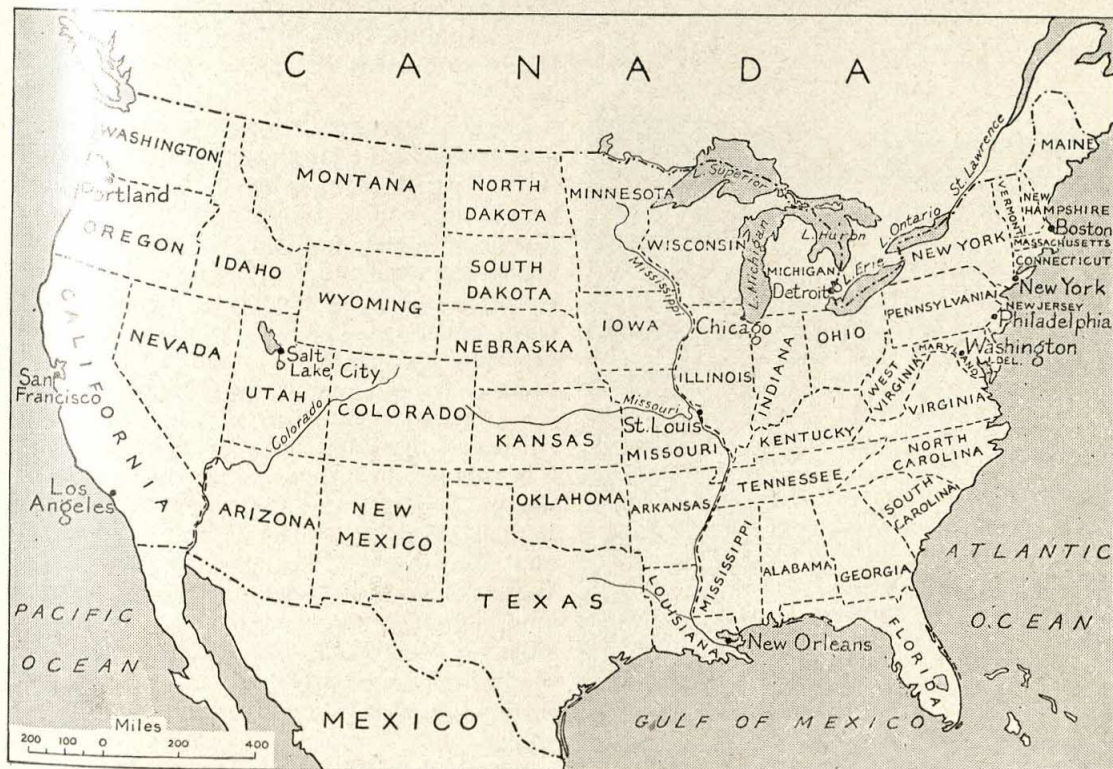 CANADA
WASHINGTON
Portland
OREGON
IDAHO
MONTANA
NORTH
DAKOTA
SOUTH
DAKOTA
WYOMING
NEBRASKA
MINNESOTA
WISCONSIN
L. Superior
L. Michigan
L. Huron
L. Ontario
L. Erie
St. Lawrence
MAINE
VERMONT
NEW
HAMPSHIRE
Boston
MASSACHUSETTS
CONNECTICUT
NEW YORK
New York
NEW JERSEY
PENNSYLVANIA
Philadelphia
Washington
MARYLAND
DEL.
MICHIGAN
Detroit
IOWA
Mississippi
Chicago
ILLINOIS
INDIANA
OHIO
WEST
VIRGINIA
VIRGINIA
KENTUCKY
NORTH
CAROLINA
SOUTH
CAROLINA
TENNESSEE
CALIFORNIA
NEVADA
San
Francisco
Los
Angeles
Salt
Lake City
UTAH
Colorado
COLORADO
KANSAS
Missouri
St. Louis
MISSOURI
ARIZONA
NEW
MEXICO
OKLAHOMA
ARKANSAS
TEXAS
LOUISIANA
MISSISSIPPI
ALABAMA
GEORGIA
FLORIDA
New Orleans
ATLANTIC
OCEAN
PACIFIC
OCEAN
MEXICO
GULF OF MEXICO
Miles
200 100 0 200 400